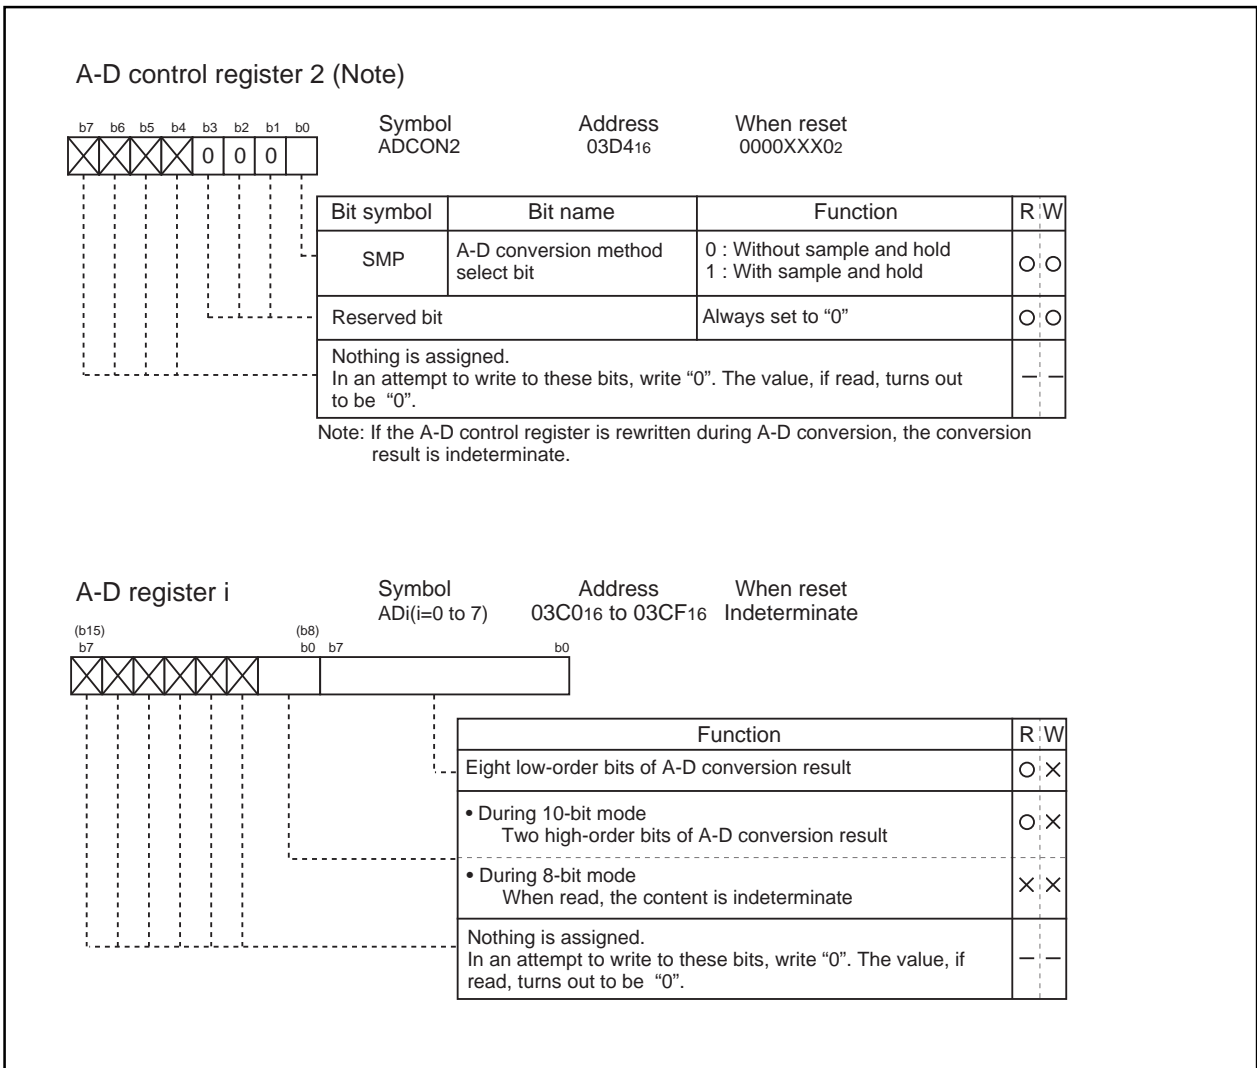 A-D control register 2 (Note)
b7 b6 b5 b4 b3 b2 b1 b0
0 0 0
Symbol Address When reset
ADCON2 03D416 0000XXX02
Bit symbol Bit name Function R W
SMP A-D conversion method select bit 0 : Without sample and hold
1 : With sample and hold
Reserved bit Always set to “0”
Nothing is assigned.
In an attempt to write to these bits, write “0”. The value, if read, turns out
to be “0”.
Note: If the A-D control register is rewritten during A-D conversion, the conversion
result is indeterminate.
A-D register i
Symbol Address When reset
ADi(i=0 to 7) 03C016 to 03CF16 Indeterminate
(b15) (b8)
b7 b0 b7 b0
Function R W
Eight low-order bits of A-D conversion result
• During 10-bit mode
Two high-order bits of A-D conversion result
• During 8-bit mode
When read, the content is indeterminate
Nothing is assigned.
In an attempt to write to these bits, write “0”. The value, if
read, turns out to be “0”.